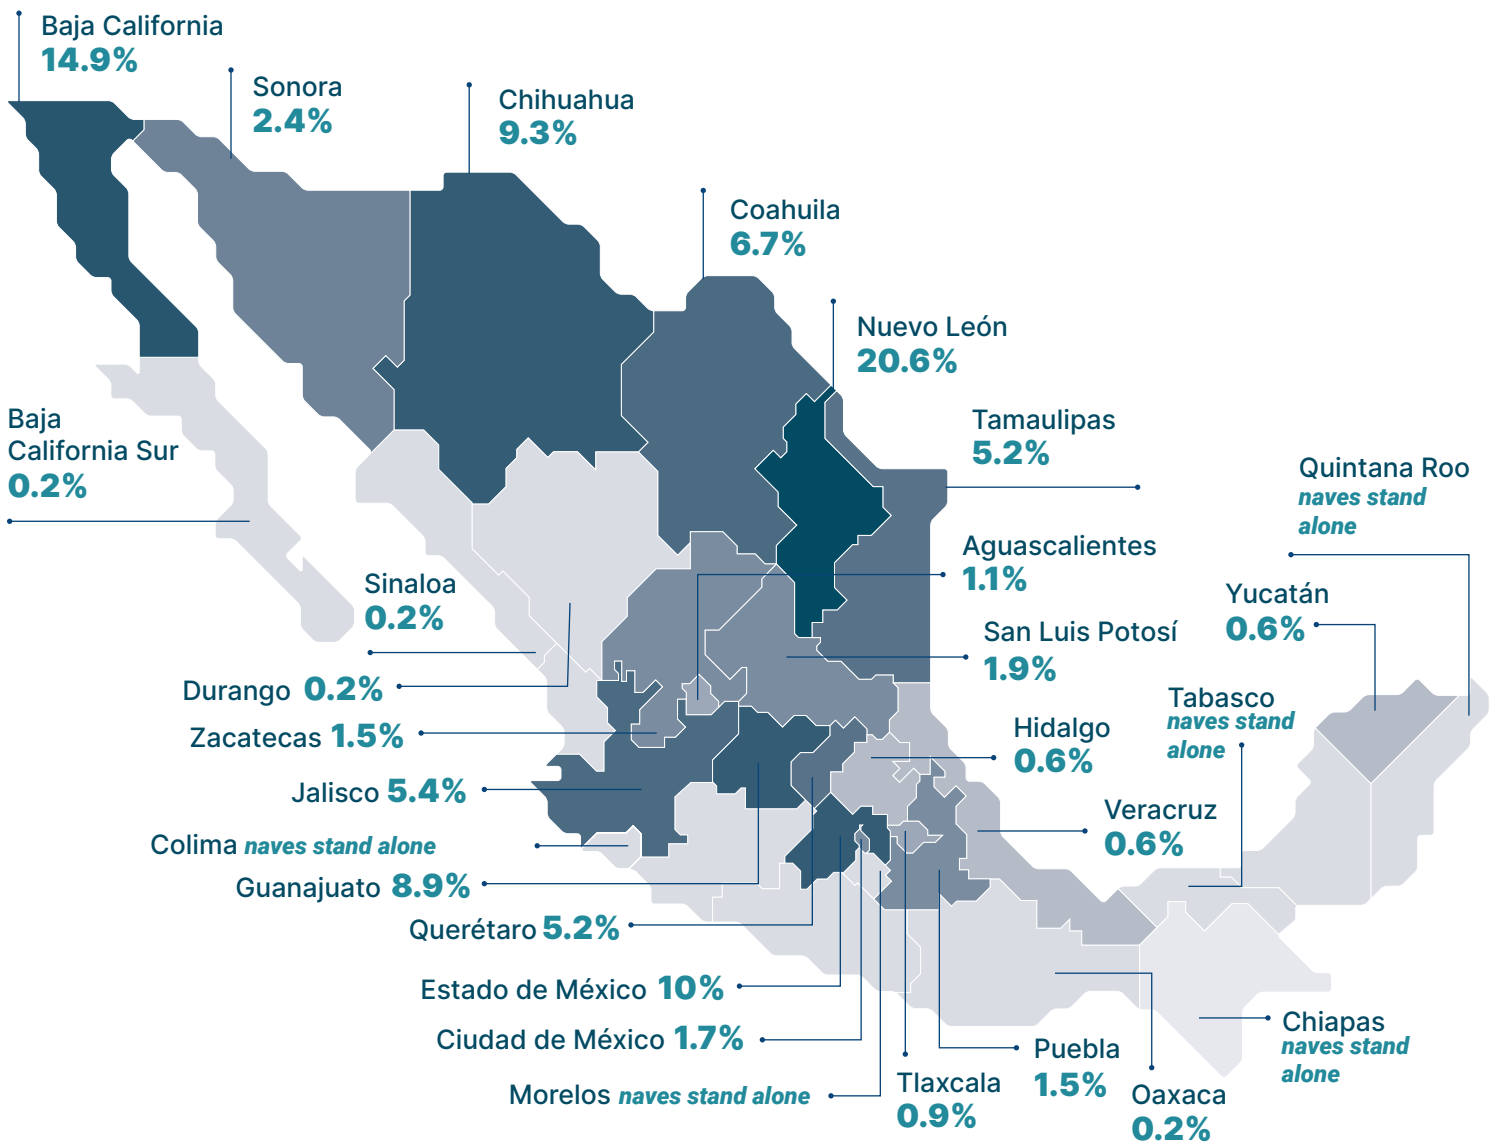 Baja California
14.9%
Sonora
2.4%
Chihuahua
9.3%
Coahuila
6.7%
Nuevo León
20.6%
Tamaulipas
5.2%
Baja
California Sur
0.2%
Quintana Roo
naves stand
alone
Aguascalientes
1.1%
Sinaloa
0.2%
Yucatán
0.6%
San Luis Potosí
1.9%
Durango 0.2%
Tabasco
naves stand
alone
Zacatecas 1.5%
Hidalgo
0.6%
Jalisco 5.4%
Veracruz
0.6%
Colima naves stand alone
Guanajuato 8.9%
Querétaro 5.2%
Estado de México 10%
Ciudad de México 1.7%
Chiapas
naves stand
alone
Puebla
1.5%
Morelos naves stand alone
Tlaxcala
0.9%
Oaxaca
0.2%